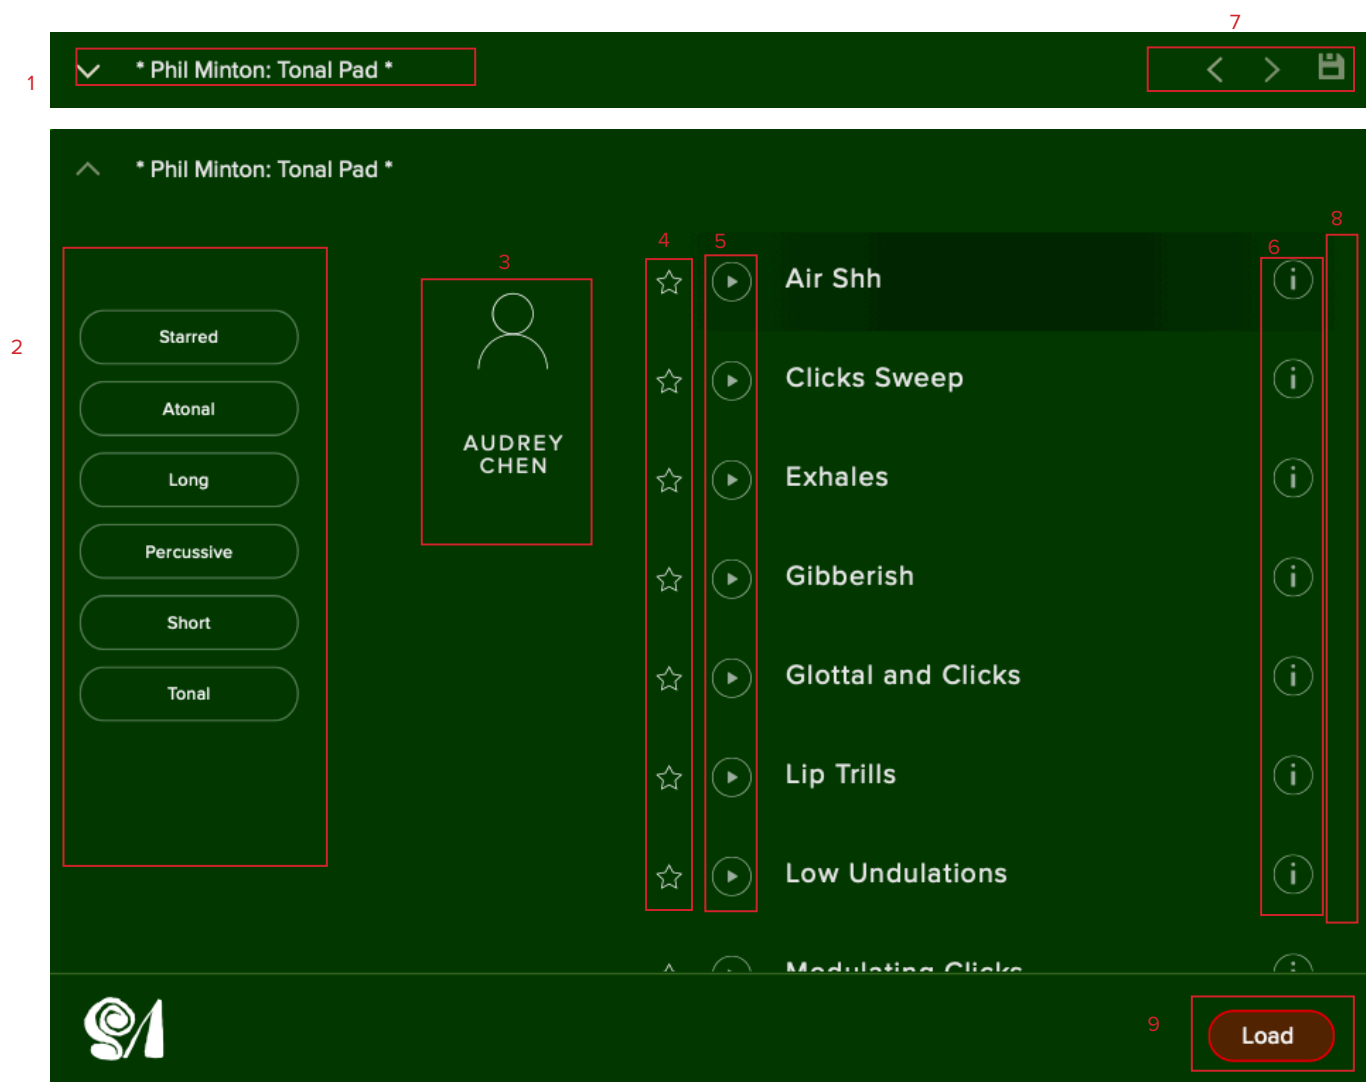 7
1
* Phil Minton: Tonal Pad *
* Phil Minton: Tonal Pad *
8
2
3
4
5
6
Starred
Atonal
Long
Percussive
Short
Tonal
AUDREY
CHEN
Air Shh
Clicks Sweep
Exhales
Gibberish
Glottal and Clicks
Lip Trills
Low Undulations
Modulating Clicks
9
Load